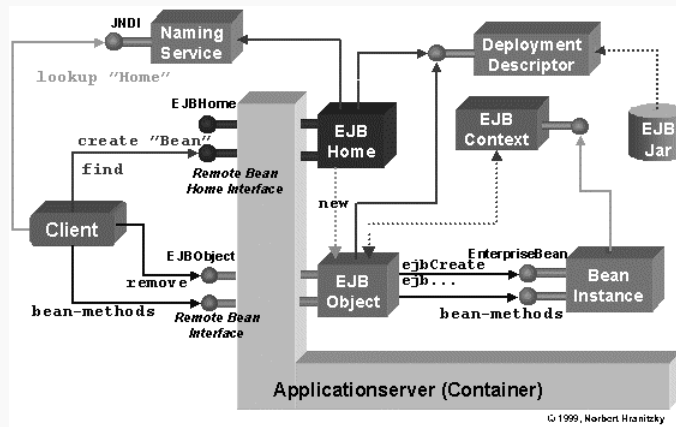 JNDI
Naming
Service
Deployment
Descriptor
lookup "Home"
EJBHome
create "Bean"
find
Remote Bean
Home Interface
EJB
Home
EJB
Context
EJB
Jar
new
Client
EJBObject
remove
bean-methods
Remote Bean
Interface
EJB
Object
ejbCreate
ejb...
bean-methods
EnterpriseBean
Bean
Instance
Applicationserver (Container)
© 1999, Norbert Hranitzky